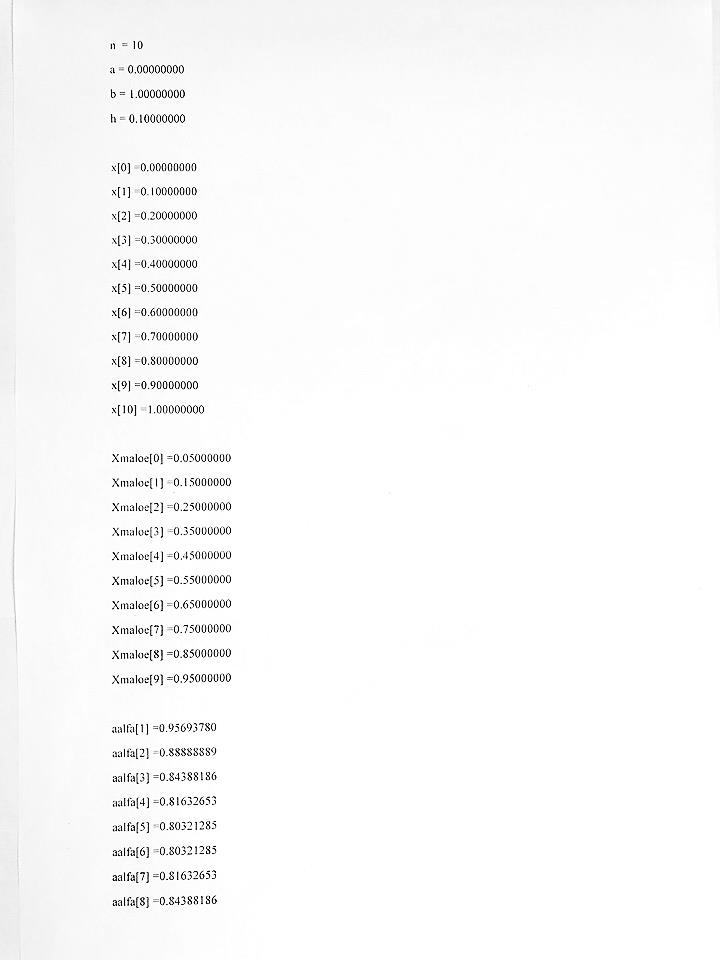 n = 10
a = 0.00000000
b = 1.00000000
h = 0.10000000
x[0] =0.00000000
x[1] =0.10000000
x[2] =0.20000000
x[3] =0.30000000
x[4] =0.40000000
x[5] =0.50000000
x[6] =0.60000000
x[7] =0.70000000
x[8] =0.80000000
x[9] =0.90000000
x[10] =1.00000000
Xmaloe[0] =0.05000000
Xmaloe[1] =0.15000000
Xmaloe[2] =0.25000000
Xmaloe[3] =0.35000000
Xmaloe[4] =0.45000000
Xmaloe[5] =0.55000000
Xmaloe[6] =0.65000000
Xmaloe[7] =0.75000000
Xmaloe[8] =0.85000000
Xmaloe[9] =0.95000000
aalfa[1] =0.95693780
aalfa[2] =0.88888889
aalfa[3] =0.84388186
aalfa[4] =0.81632653
aalfa[5] =0.80321285
aalfa[6] =0.80321285
aalfa[7] =0.81632653
aalfa[8] =0.84388186